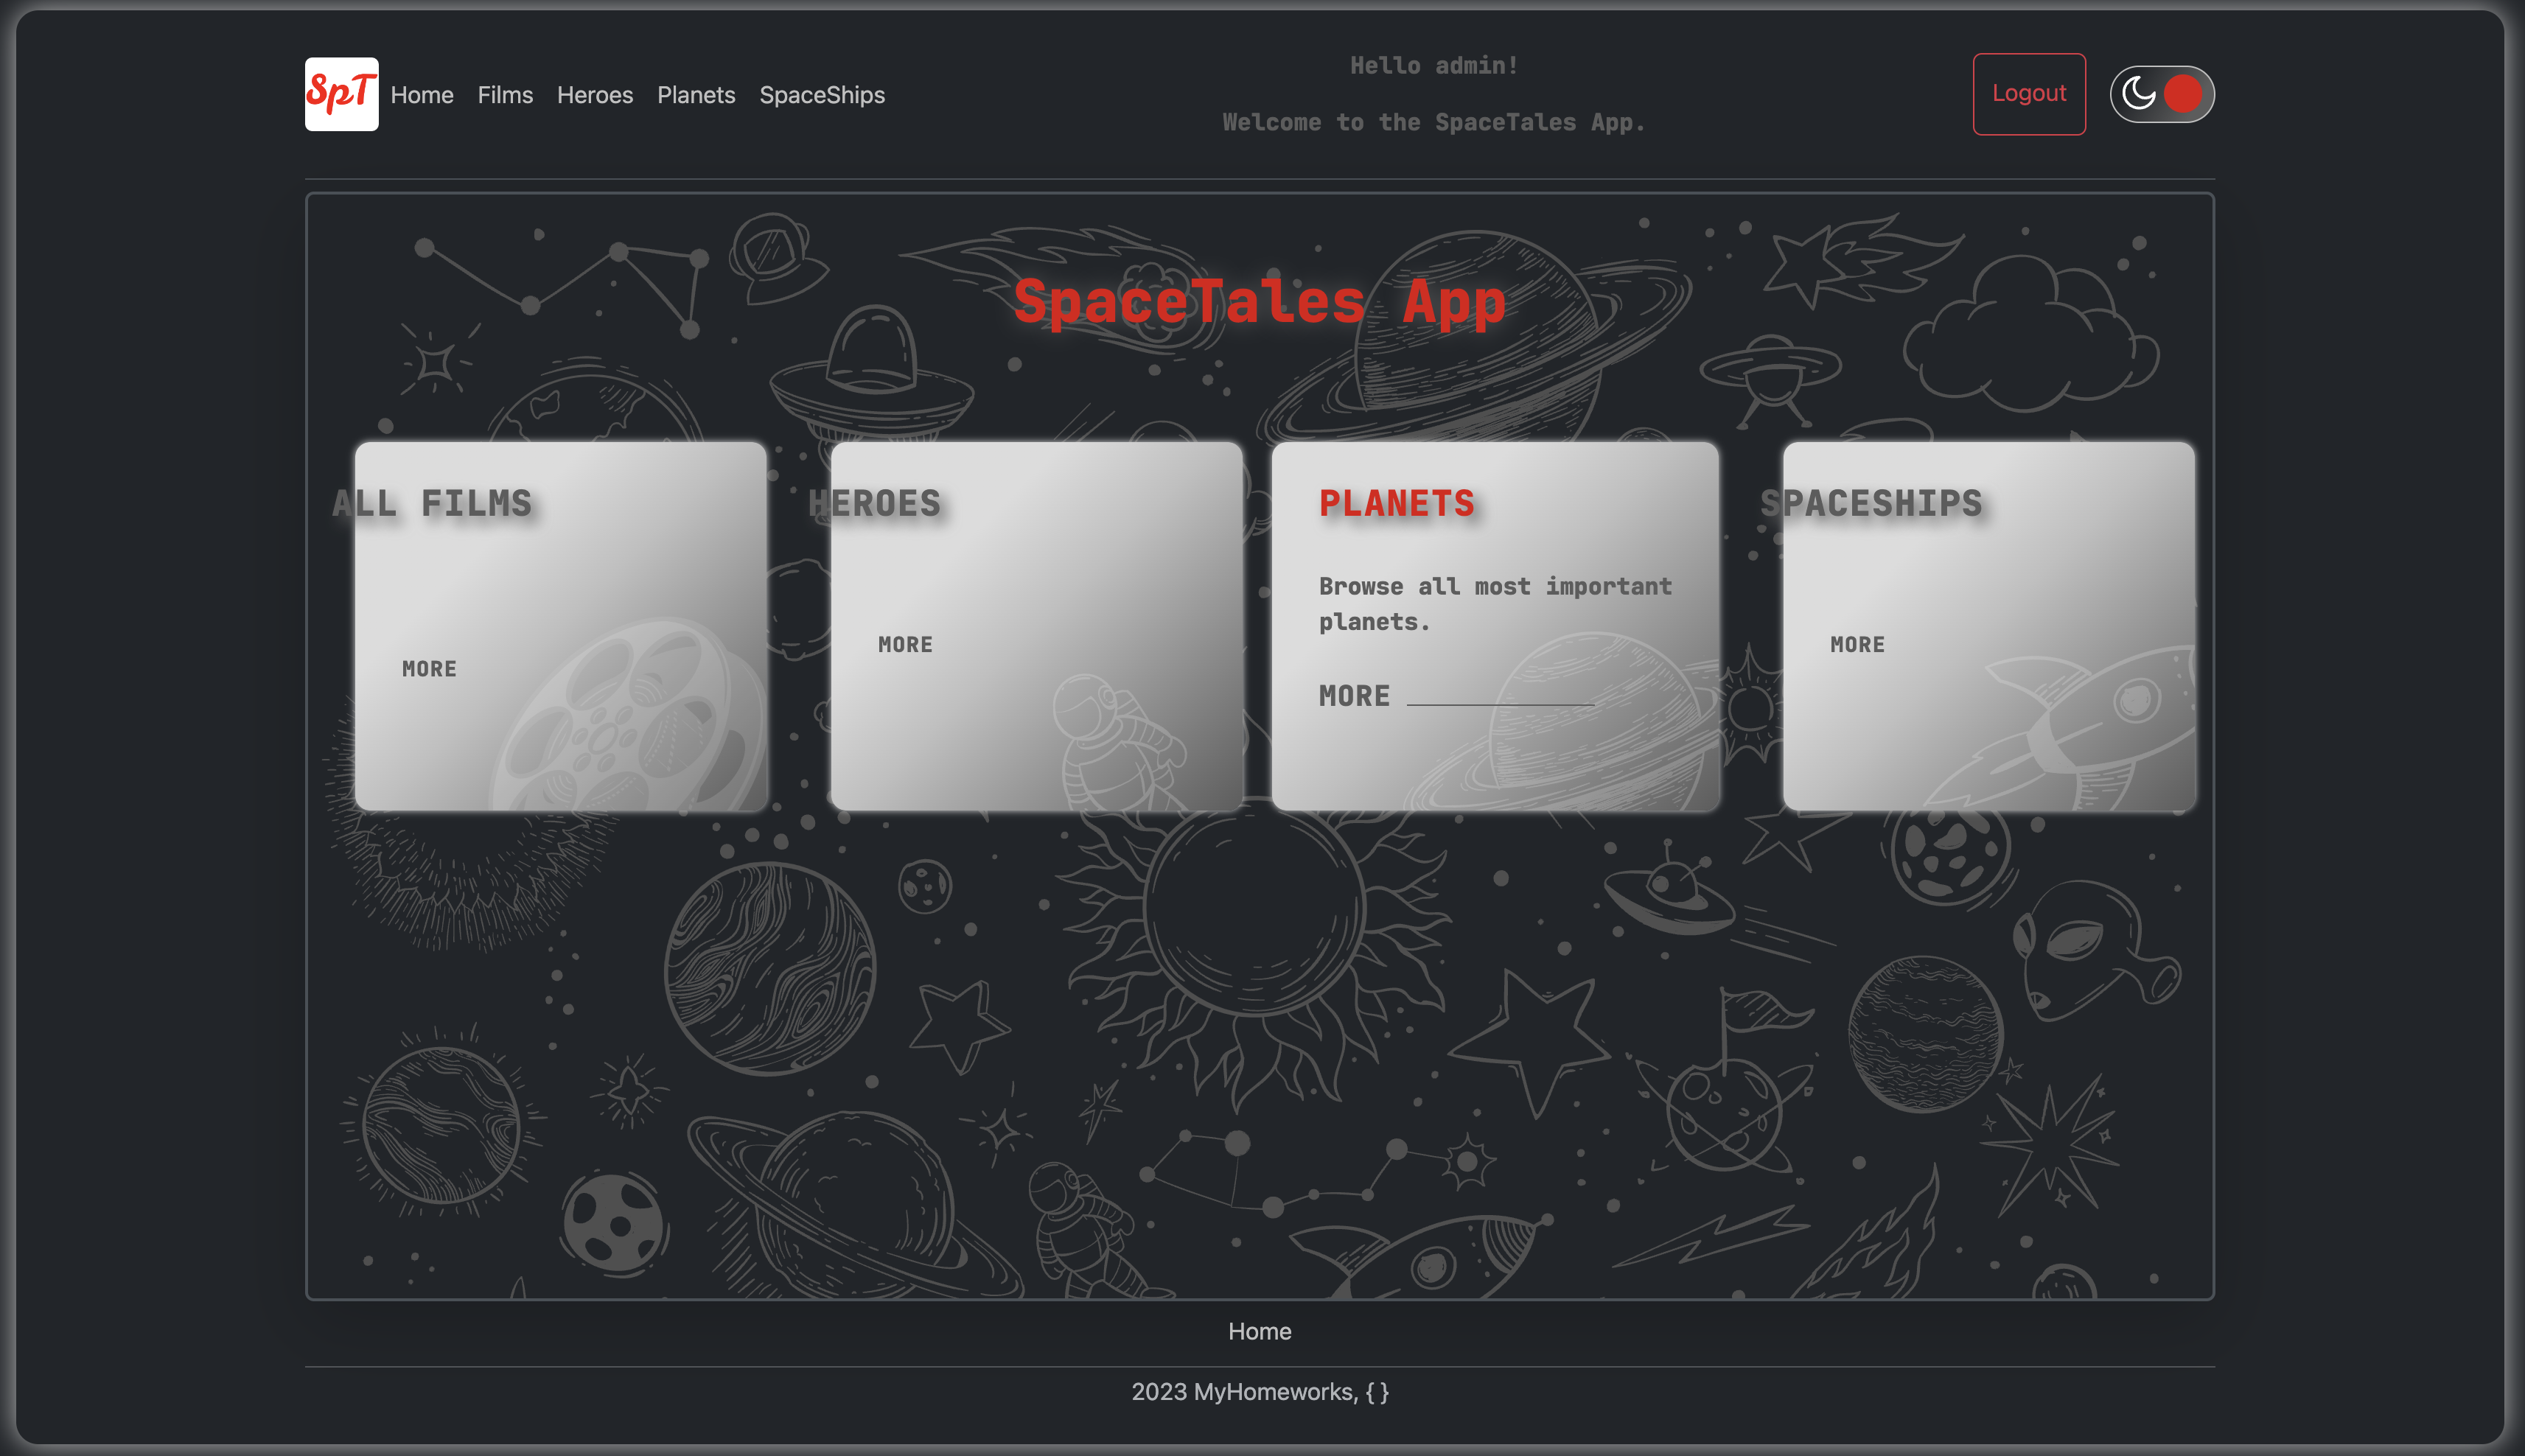 SpT
Home Films Heroes Planets SpaceShips
Hello admin!
Welcome to the SpaceTales App.
Logout
SpaceTales App
ALL FILMS
MORE
HEROES
MORE
PLANETS
Browse all most important
planets.
MORE
SPACESHIPS
MORE
Home
2023 MyHomeworks, { }